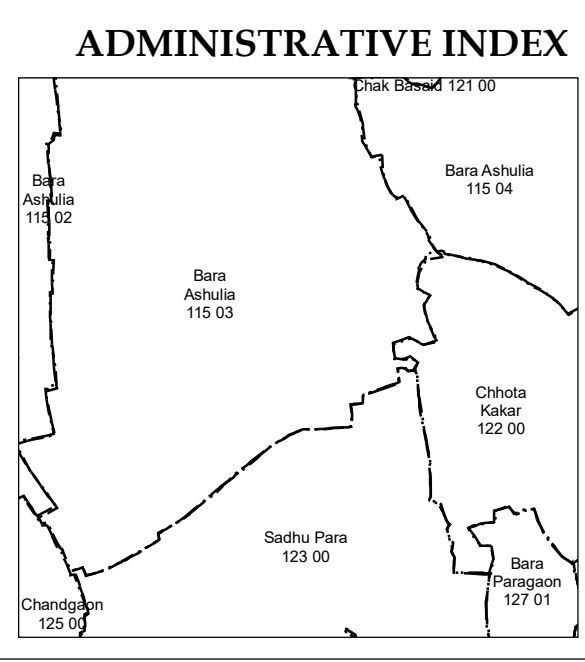 ADMINISTRATIVE INDEX
Chak Basaid 121 00
Bara Ashulia
115 04
Bara
Ashulia
115 02
Bara
Ashulia
115 03
Chhota
Kakar
122 00
Sadhu Para
123 00
Bara
Paragaon
127 01
Chandgaon
125 00